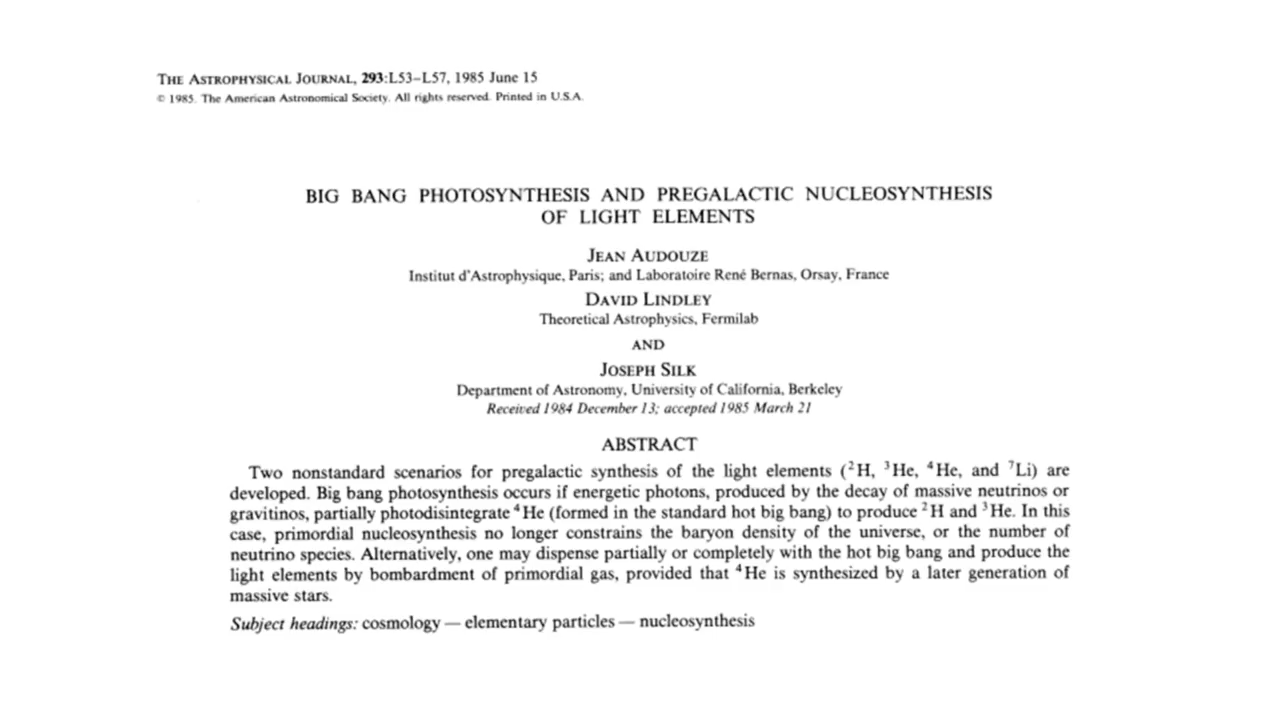 THE ASTROPHYSICAL JOURNAL, 293:L53–L57, 1985 June 15
© 1985. The American Astronomical Society. All rights reserved. Printed in U.S.A.
BIG BANG PHOTOSYNTHESIS AND PREGALACTIC NUCLEOSYNTHESIS
OF LIGHT ELEMENTS
JEAN AUDOUZE
Institut d'Astrophysique, Paris; and Laboratoire René Bernas, Orsay, France
DAVID LINDLEY
Theoretical Astrophysics, Fermilab
AND
JOSEPH SILK
Department of Astronomy, University of California, Berkeley
Received 1984 December 13; accepted 1985 March 21
ABSTRACT
Two nonstandard scenarios for pregalactic synthesis of the light elements (²H, ³He, ⁴He, and ⁷Li) are
developed. Big bang photosynthesis occurs if energetic photons, produced by the decay of massive neutrinos or
gravitinos, partially photodisintegrate ⁴He (formed in the standard hot big bang) to produce ²H and ³He. In this
case, primordial nucleosynthesis no longer constrains the baryon density of the universe, or the number of
neutrino species. Alternatively, one may dispense partially or completely with the hot big bang and produce the
light elements by bombardment of primordial gas, provided that ⁴He is synthesized by a later generation of
massive stars.
Subject headings: cosmology — elementary particles — nucleosynthesis